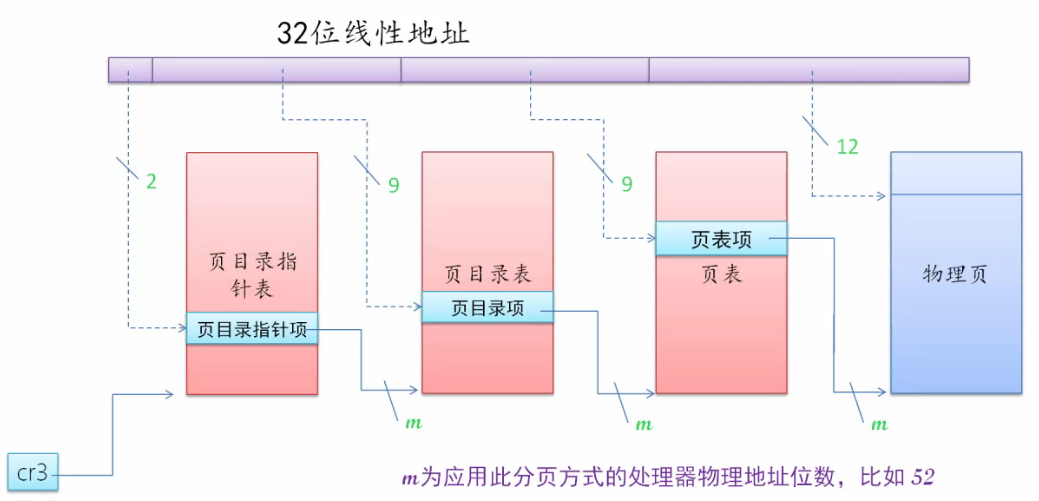 32位线性地址
2
9
9
12
页目录指
针表
页目录指针项
页目录表
页目录项
页表项
页表
物理页
m
m
m
cr3
m为应用此分页方式的处理器物理地址位数，比如 52